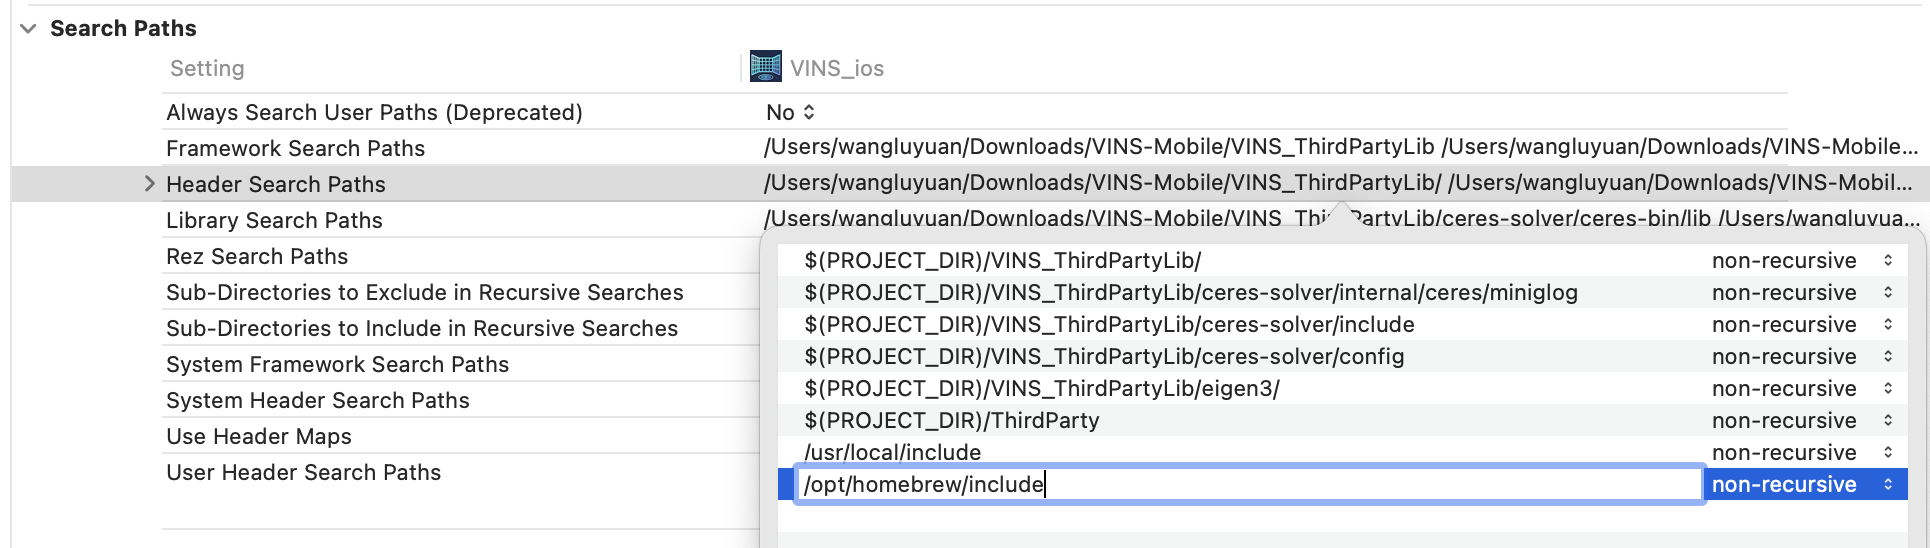 Search Paths
Setting VINS_ios
Always Search User Paths (Deprecated) No
Framework Search Paths /Users/wangluyuan/Downloads/VINS-Mobile/VINS_ThirdPartyLib /Users/wangluyuan/Downloads/VINS-Mobile...
Header Search Paths /Users/wangluyuan/Downloads/VINS-Mobile/VINS_ThirdPartyLib/ /Users/wangluyuan/Downloads/VINS-Mobil...
Library Search Paths /Users/wangluyuan/Downloads/VINS-Mobile/VINS_ThirdPartyLib/ceres-solver/ceres-bin/lib /Users/wangluyua...
Rez Search Paths
Sub-Directories to Exclude in Recursive Searches
Sub-Directories to Include in Recursive Searches
System Framework Search Paths
System Header Search Paths
Use Header Maps
User Header Search Paths
$(PROJECT_DIR)/VINS_ThirdPartyLib/ non-recursive
$(PROJECT_DIR)/VINS_ThirdPartyLib/ceres-solver/internal/ceres/miniglog non-recursive
$(PROJECT_DIR)/VINS_ThirdPartyLib/ceres-solver/include non-recursive
$(PROJECT_DIR)/VINS_ThirdPartyLib/ceres-solver/config non-recursive
$(PROJECT_DIR)/VINS_ThirdPartyLib/eigen3/ non-recursive
$(PROJECT_DIR)/ThirdParty non-recursive
/usr/local/include non-recursive
/opt/homebrew/include non-recursive